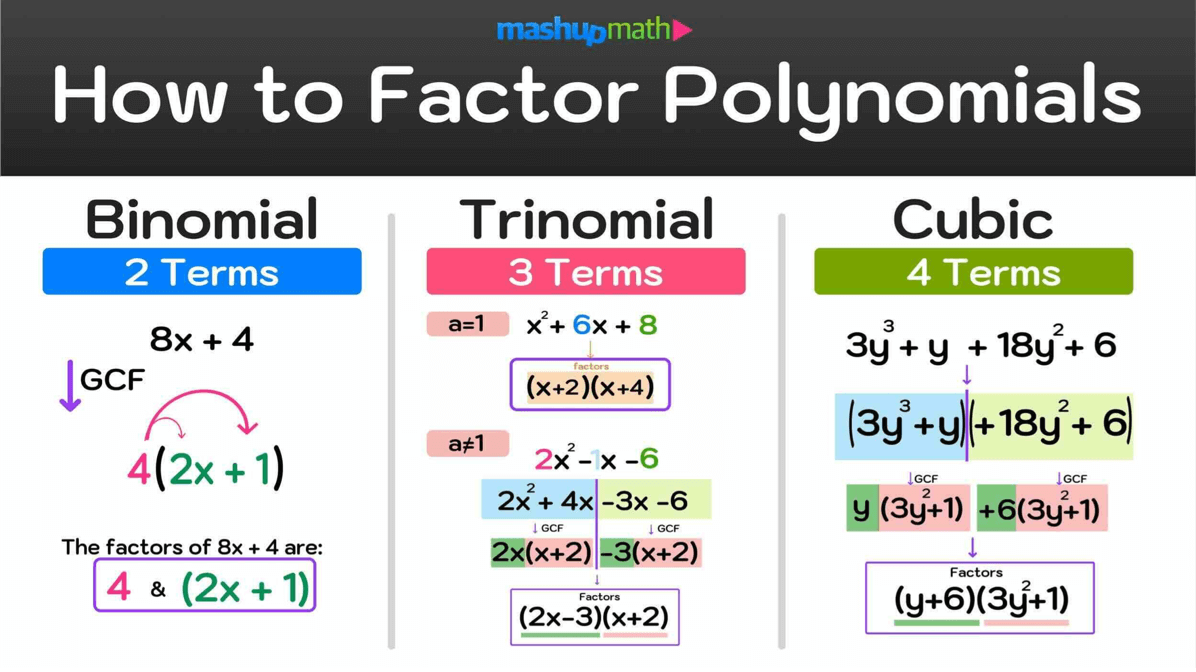 mashupmath
How to Factor Polynomials
Binomial
2 Terms
8x + 4
GCF
4(2x + 1)
The factors of 8x + 4 are:
4 & (2x + 1)
Trinomial
3 Terms
a=1 x²+ 6x + 8
factors
(x+2)(x+4)
a≠1
2x²-1x -6
2x²+ 4x -3x -6
GCF GCF
2x(x+2) -3(x+2)
Factors
(2x-3)(x+2)
Cubic
4 Terms
3y³+ y + 18y²+ 6
(3y³+y)(+18y²+ 6)
GCF GCF
y (3y²+1) +6(3y²+1)
Factors
(y+6)(3y²+1)